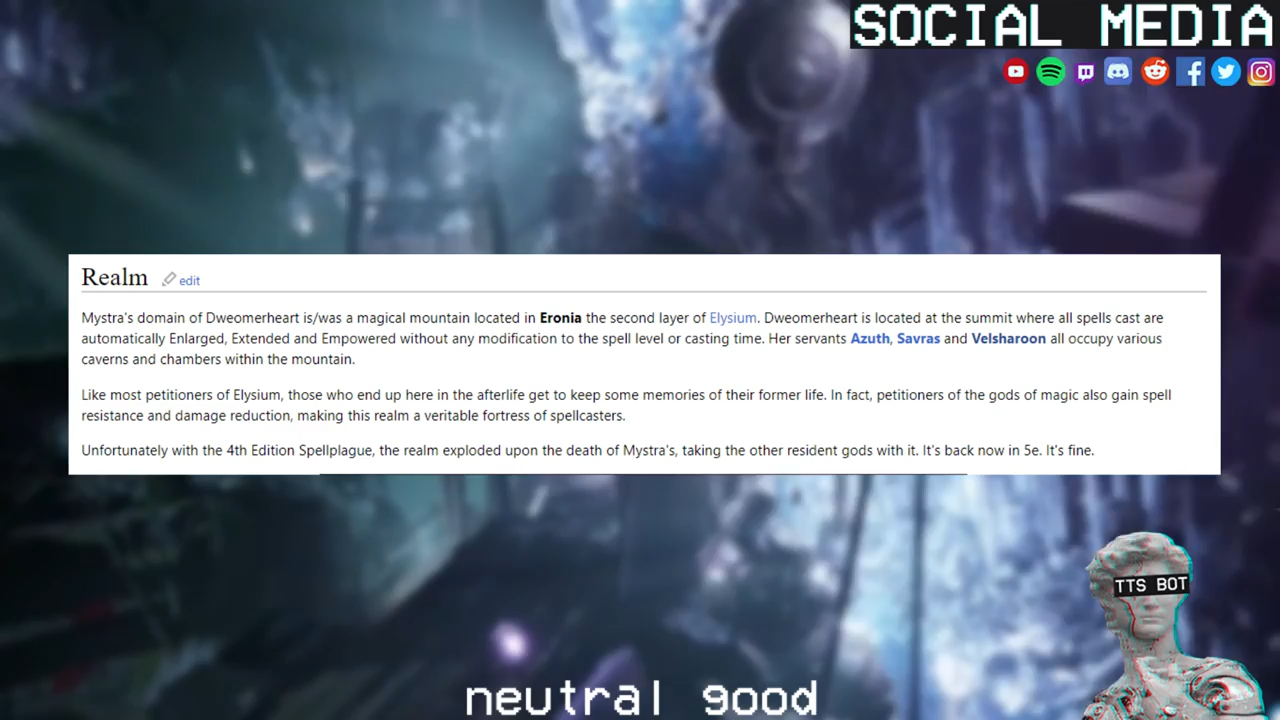 SOCIAL MEDIA
Realm edit
Mystra's domain of Dweomerheart is/was a magical mountain located in Eronia the second layer of Elysium. Dweomerheart is located at the summit where all spells cast are
automatically Enlarged, Extended and Empowered without any modification to the spell level or casting time. Her servants Azuth, Savras and Velsharoon all occupy various
caverns and chambers within the mountain.
Like most petitioners of Elysium, those who end up here in the afterlife get to keep some memories of their former life. In fact, petitioners of the gods of magic also gain spell
resistance and damage reduction, making this realm a veritable fortress of spellcasters.
Unfortunately with the 4th Edition Spellplague, the realm exploded upon the death of Mystra's, taking the other resident gods with it. It's back now in 5e. It's fine.
TTS BOT
neutral good